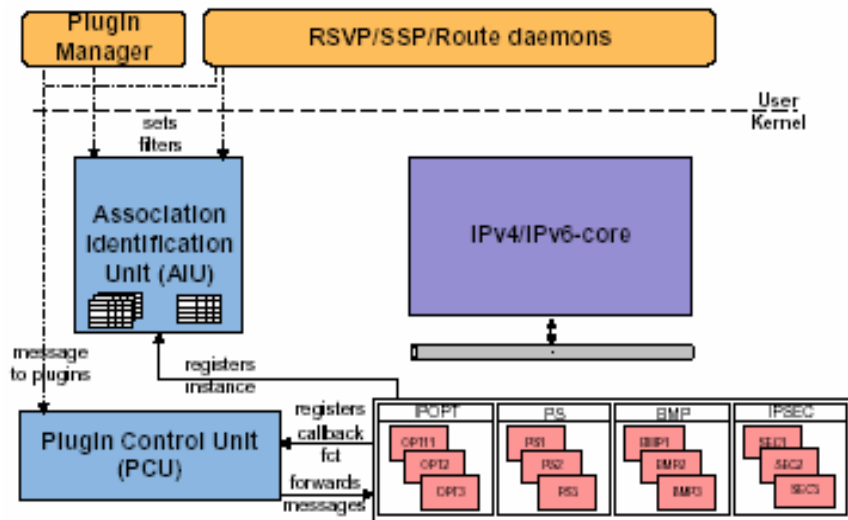 PlugIn
Manager
RSVP/SSP/Route daemons
User
Kernel
sets
filters
Association
Identification
Unit (AIU)
IPv4/IPv6-core
message
to plugins
registers
instance
PlugIn Control Unit
(PCU)
registers
callback
fct
forwards
messages
IPOPT
PS
BMP
IPSEC
OPT1
OPT2
OPT3
PS1
PS2
PS3
BMP1
BMP2
BMP3
SEC1
SEC2
SEC3